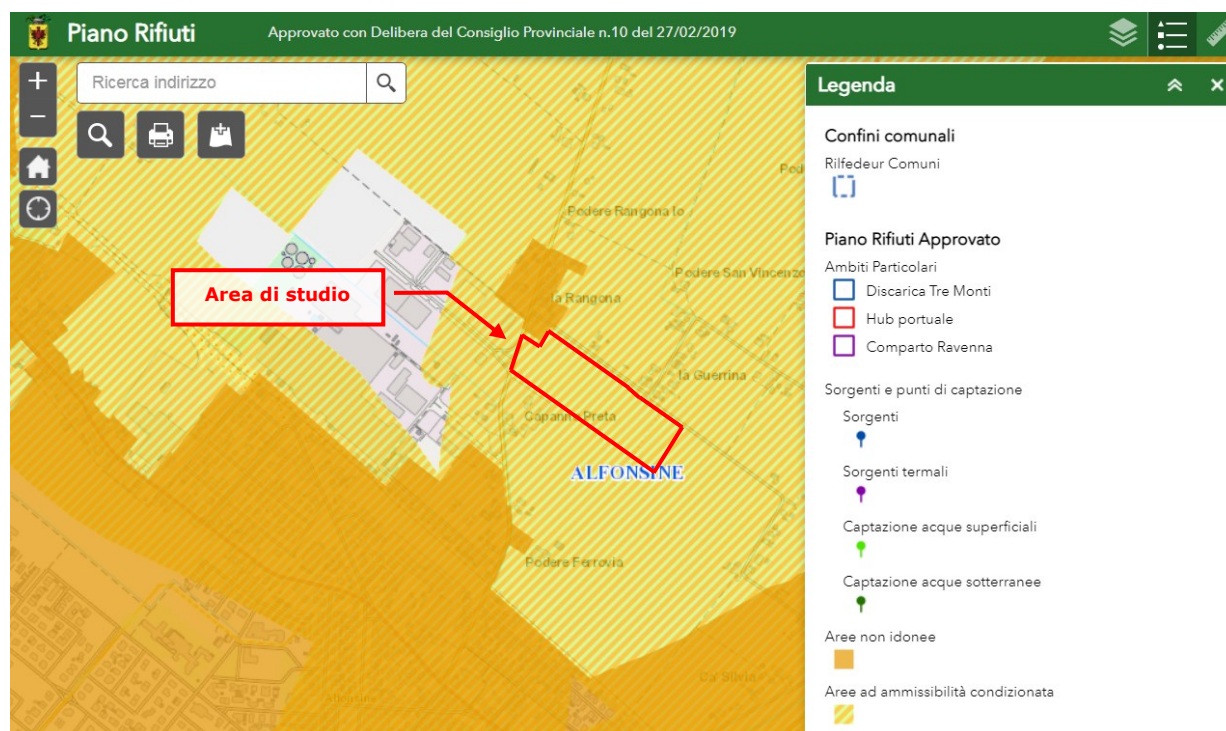 Piano Rifiuti
Approvato con Delibera del Consiglio Provinciale n.10 del 27/02/2019
Ricerca indirizzo
Legenda
Confini comunali
Rilfedeur Comuni
Piano Rifiuti Approvato
Ambiti Particolari
Discarica Tre Monti
Hub portuale
Comparto Ravenna
Sorgenti e punti di captazione
Sorgenti
Sorgenti termali
Captazione acque superficiali
Captazione acque sotterranee
Aree non idonee
Aree ad ammissibilità condizionata
Area di studio
Podere Rangona Io
Podere San Vincenzo
la Rangona
la Guerrina
Capanne Preta
ALFONSINE
Podere Ferrovia
Ca' Silvia
Alfonsine